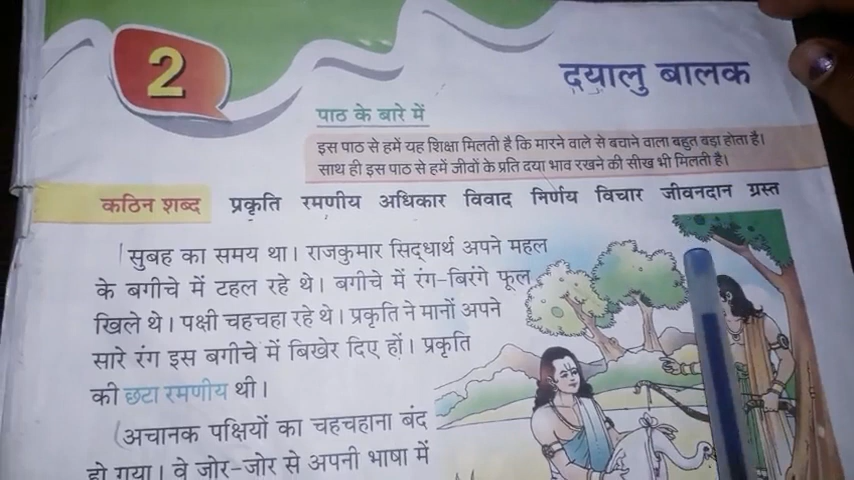 2
दयालु बालक
पाठ के बारे में
इस पाठ से हमें यह शिक्षा मिलती है कि मारने वाले से बचाने वाला बहुत बड़ा होता है।
साथ ही इस पाठ से हमें जीवों के प्रति दया भाव रखने की सीख भी मिलती है।
कठिन शब्द प्रकृति रमणीय अधिकार विवाद निर्णय विचार जीवनदान ग्रस्त
सुबह का समय था। राजकुमार सिद्धार्थ अपने महल
के बगीचे में टहल रहे थे। बगीचे में रंग-बिरंगे फूल
खिले थे। पक्षी चहचहा रहे थे। प्रकृति ने मानों अपने
सारे रंग इस बगीचे में बिखेर दिए हों। प्रकृति
की छटा रमणीय थी।
अचानक पक्षियों का चहचहाना बंद
हो गया। वे जोर-जोर से अपनी भाषा में